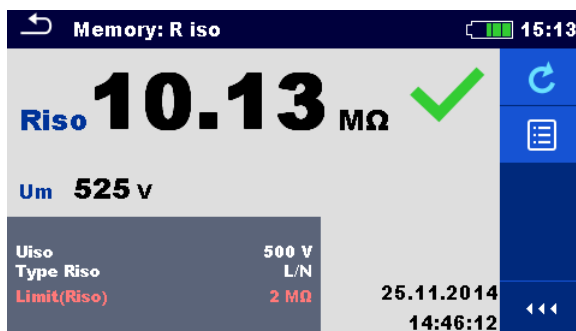 Memory: R iso 15:13
Riso 10.13 MΩ
Um 525 V
Uiso 500 V
Type Riso L/N
Limit(Riso) 2 MΩ
25.11.2014
14:46:12